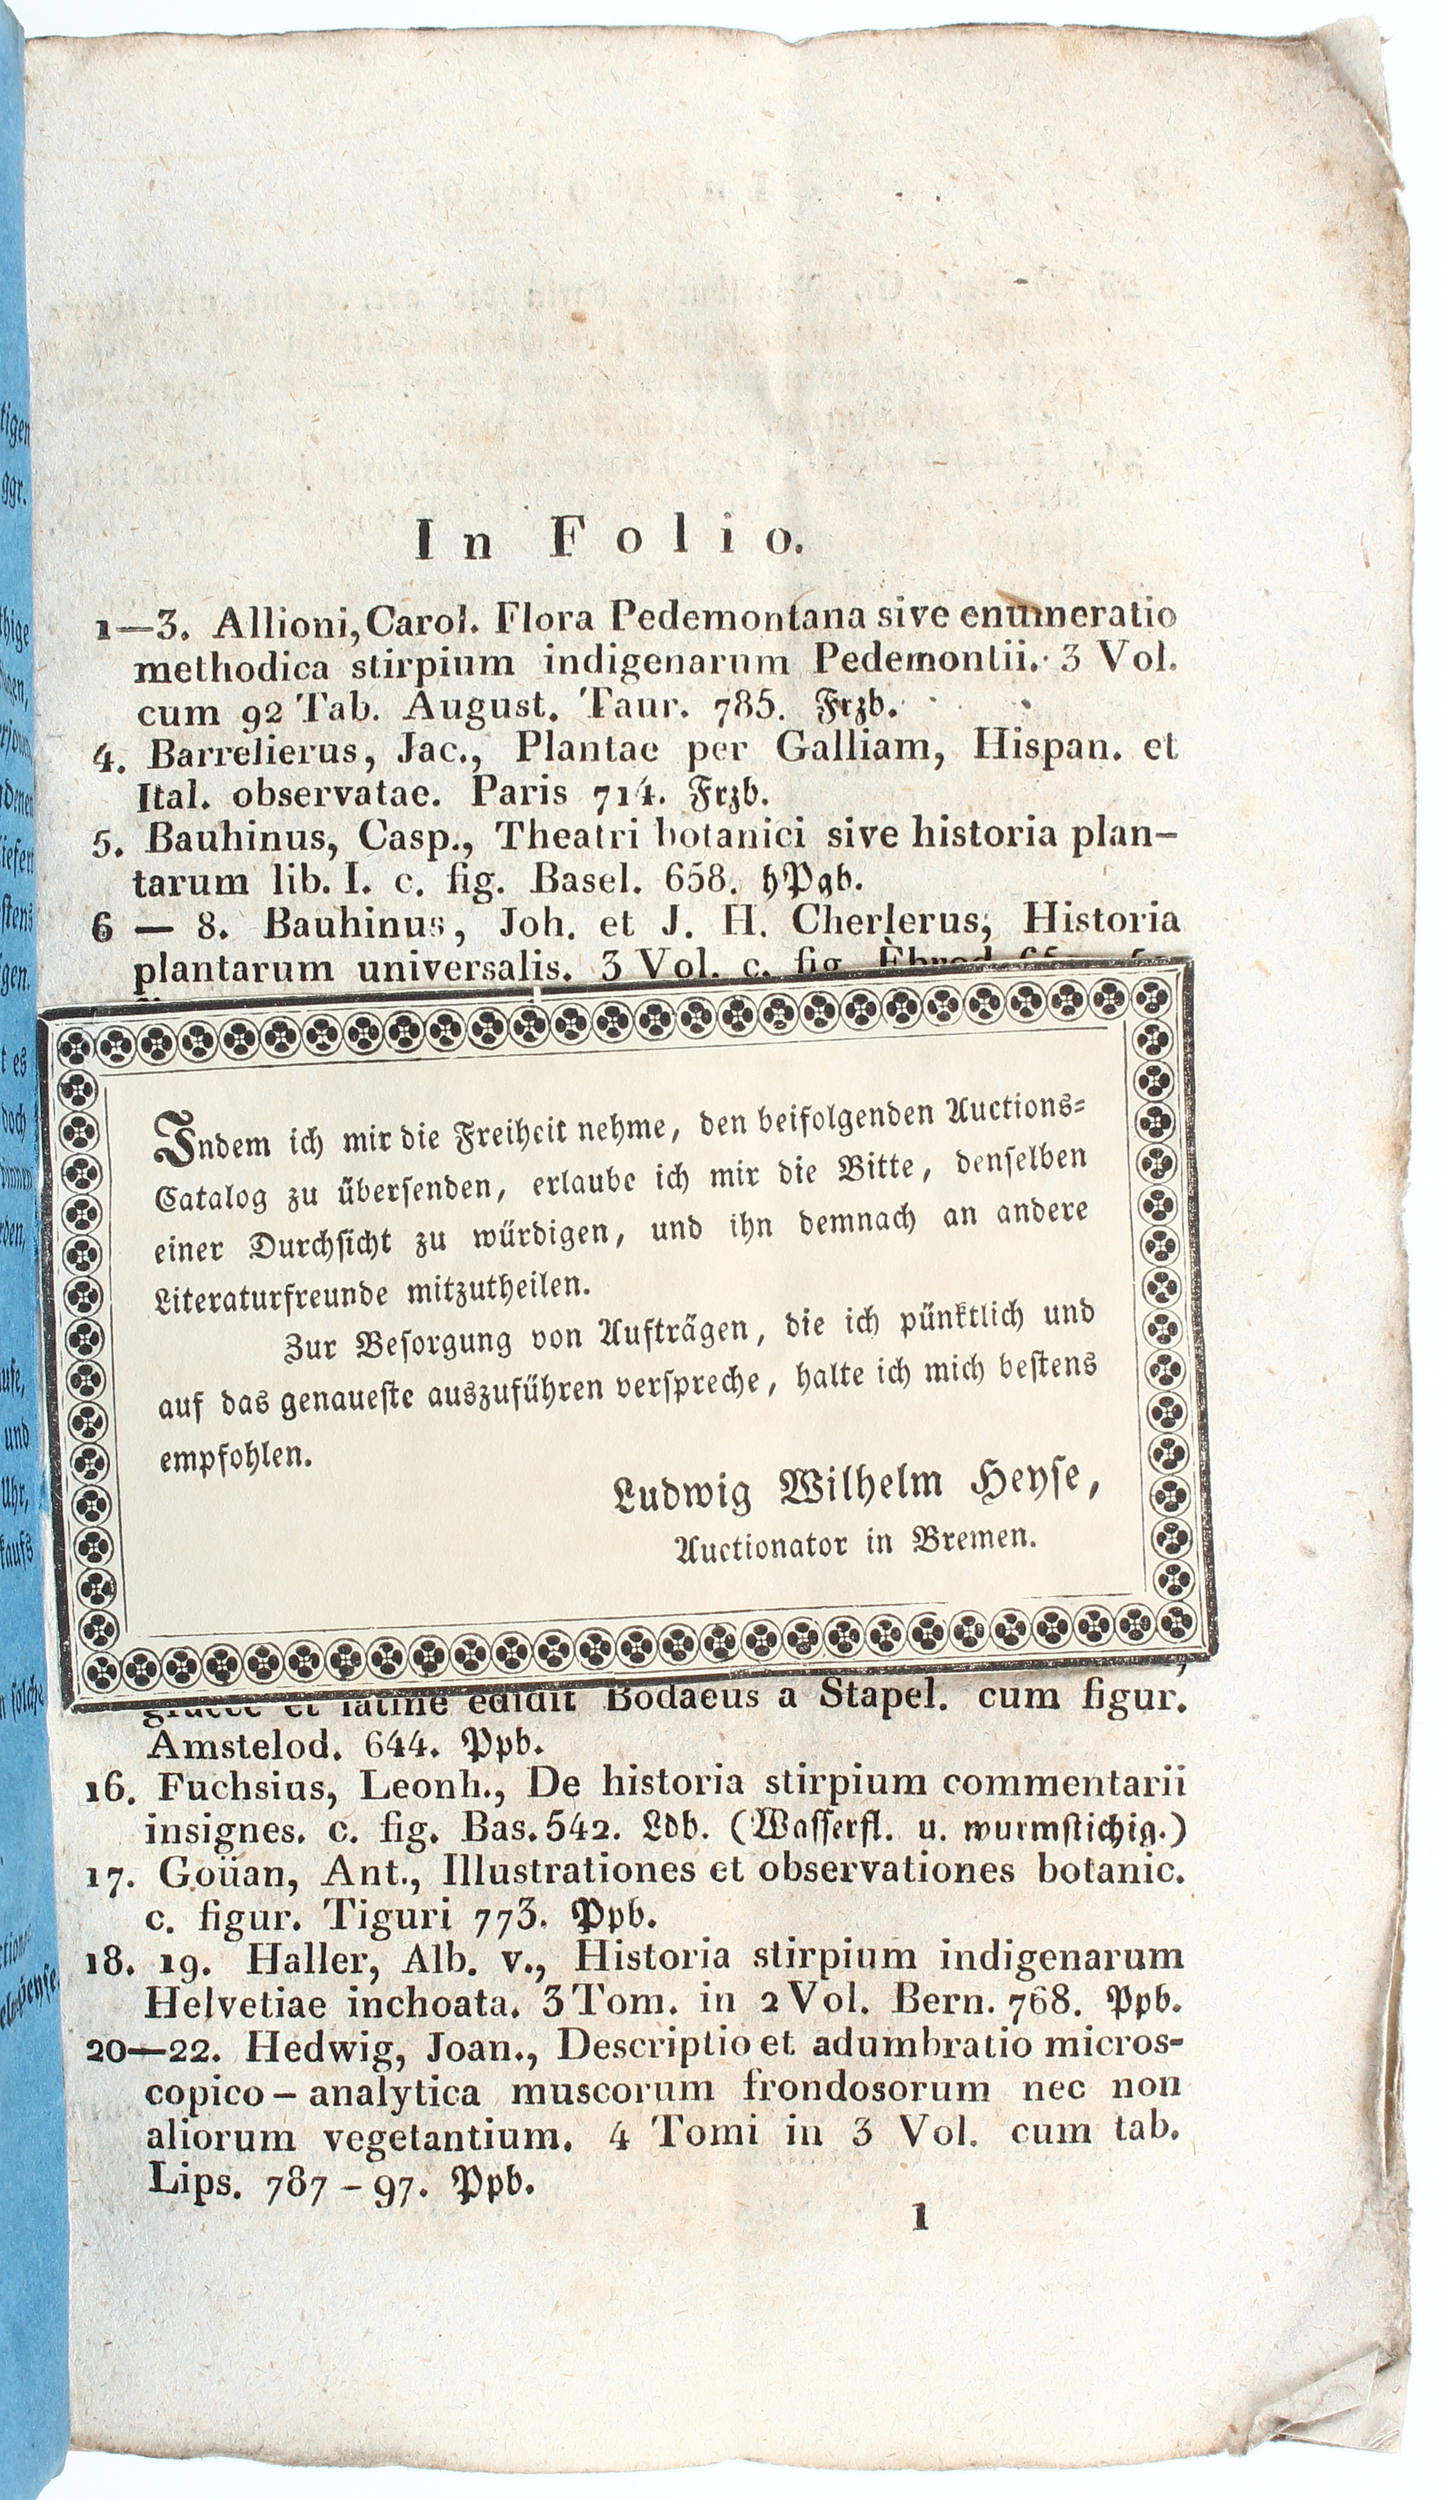 In Folio.
1—3. Allioni, Carol. Flora Pedemontana sive enumeratio
methodica stirpium indigenarum Pedemontii. 3 Vol.
cum 92 Tab. August. Taur. 785. Frzb.
4. Barrelierus, Jac., Plantae per Galliam, Hispan. et
Ital. observatae. Paris 714. Frzb.
5. Bauhinus, Casp., Theatri botanici sive historia plan-
tarum lib. I. c. fig. Basel. 658. hPgb.
6 — 8. Bauhinus, Joh. et J. H. Cherlerus, Historia
plantarum universalis. 3 Vol. c. fig. Ebrod
Indem ich mir die Freiheit nehme, den beifolgenden Auctions-
Catalog zu übersenden, erlaube ich mir die Bitte, denselben
einer Durchsicht zu würdigen, und ihn demnach an andere
Literaturfreunde mitzutheilen.
Zur Besorgung von Aufträgen, die ich pünktlich und
auf das genaueste auszuführen verspreche, halte ich mich bestens
empfohlen.
Ludwig Wilhelm Heyse,
Auctionator in Bremen.
graece et latine edidit Bodaeus a Stapel. cum figur.
Amstelod. 644. Ppb.
16. Fuchsius, Leonh., De historia stirpium commentarii
insignes. c. fig. Bas. 542. Ldb. (Wasserfl. u. wurmstichig.)
17. Goüan, Ant., Illustrationes et observationes botanic.
c. figur. Tiguri 773. Ppb.
18. 19. Haller, Alb. v., Historia stirpium indigenarum
Helvetiae inchoata. 3 Tom. in 2 Vol. Bern. 768. Ppb.
20—22. Hedwig, Joan., Descriptio et adumbratio micros-
copico-analytica muscorum frondosorum nec non
aliorum vegetantium. 4 Tomi in 3 Vol. cum tab.
Lips. 787-97. Ppb.
1